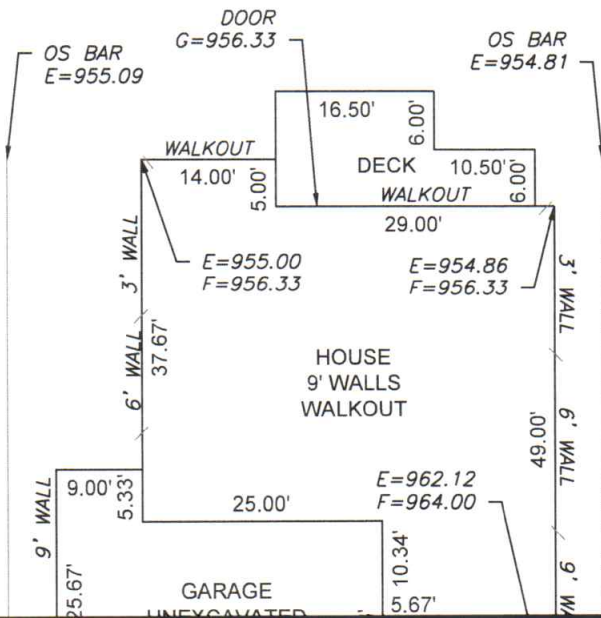 DOOR
G=956.33
OS BAR
E=955.09
OS BAR
E=954.81
16.50'
6.00'
WALKOUT
14.00'
5.00'
DECK
10.50'
6.00'
WALKOUT
29.00'
E=955.00
F=956.33
E=954.86
F=956.33
3' WALL
3' WALL
6' WALL
37.67'
HOUSE
9' WALLS
WALKOUT
6' WALL
49.00'
9' WALL
9.00'
5.33'
25.00'
E=962.12
F=964.00
10.34'
5.67'
25.67'
GARAGE
UNEXCAVATED
9' WA